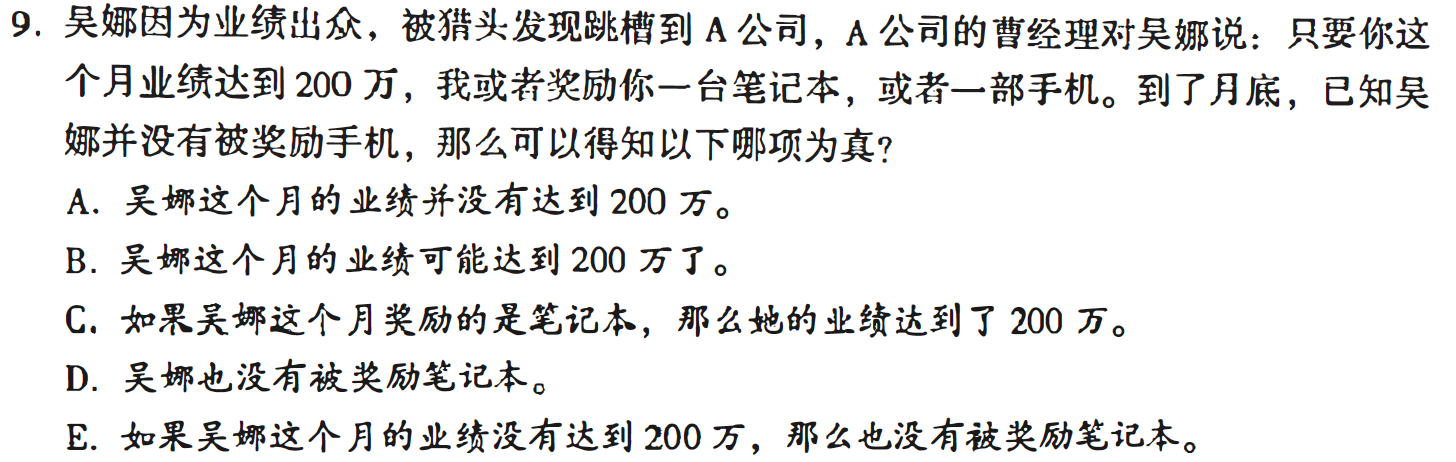 9. 吴娜因为业绩出众，被猎头发现跳槽到 A 公司，A 公司的曹经理对吴娜说：只要你这
个月业绩达到 200 万，我或者奖励你一台笔记本，或者一部手机。到了月底，已知吴
娜并没有被奖励手机，那么可以得知以下哪项为真?
A. 吴娜这个月的业绩并没有达到 200 万。
B. 吴娜这个月的业绩可能达到 200 万了。
C. 如果吴娜这个月奖励的是笔记本，那么她的业绩达到了 200 万。
D. 吴娜也没有被奖励笔记本。
E. 如果吴娜这个月的业绩没有达到 200 万，那么也没有被奖励笔记本。